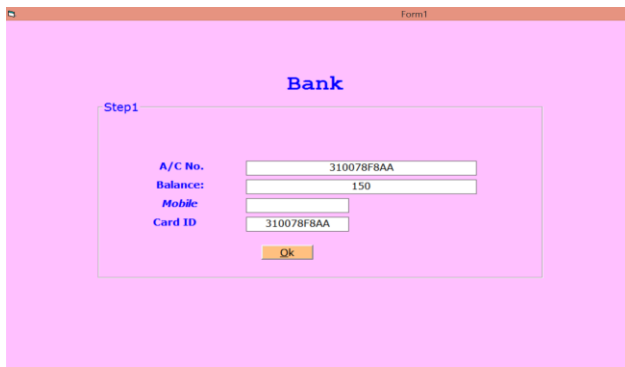 Form1
Bank
Step1
A/C No. 310078F8AA
Balance: 150
Mobile
Card ID 310078F8AA
Ok